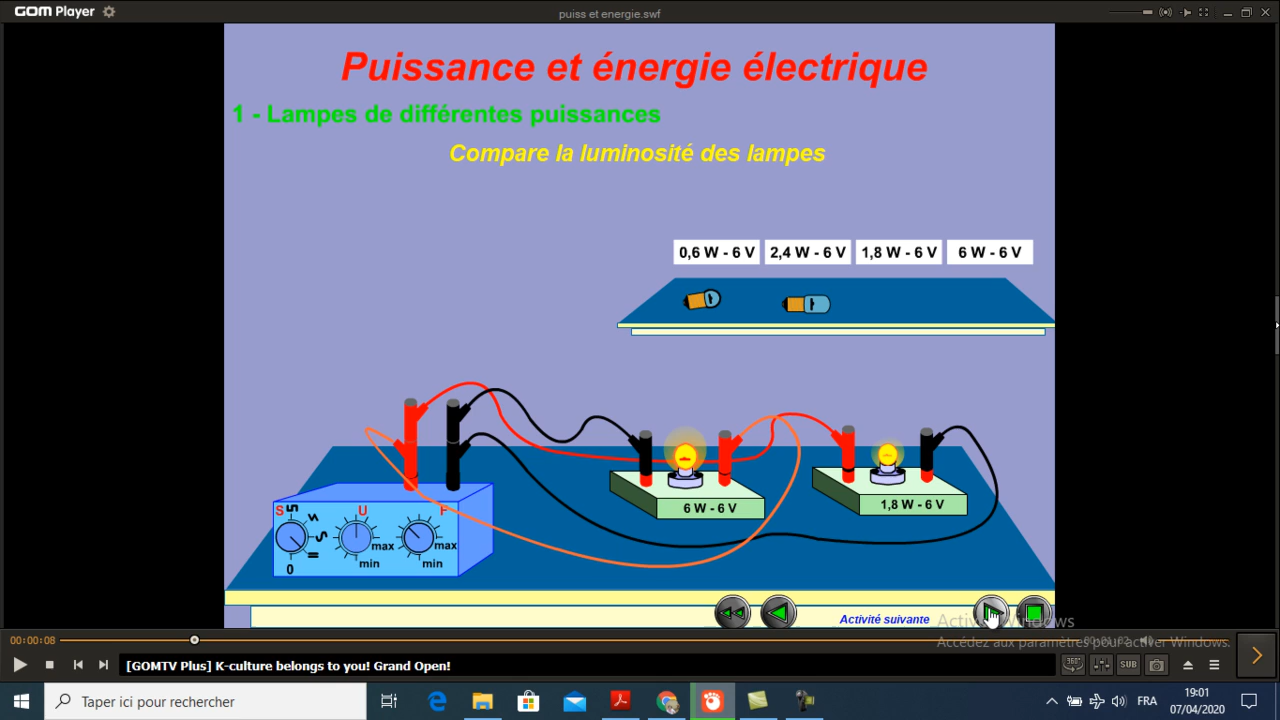 GOM Player
puiss et energie.swf
Puissance et énergie électrique
1 - Lampes de différentes puissances
Compare la luminosité des lampes
0,6 W - 6 V
2,4 W - 6 V
1,8 W - 6 V
6 W - 6 V
S
U
F
max
max
min
min
0
6 W - 6 V
1,8 W - 6 V
Activité suivante
Accédez aux paramètres pour activer Windows.
00:00:08
[GOMTV Plus] K-culture belongs to you! Grand Open!
360°
SUB
Taper ici pour rechercher
FRA
19:01
07/04/2020